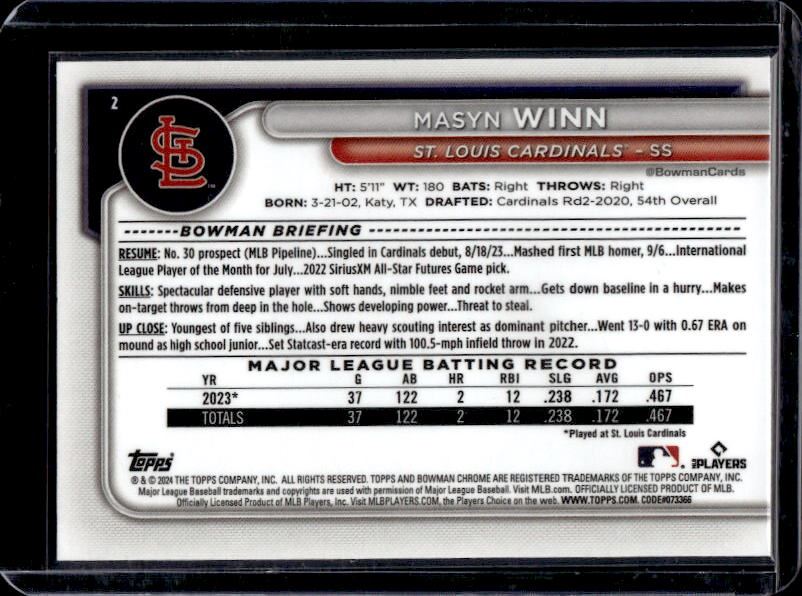 2
STL
MASYN WINN
ST. LOUIS CARDINALS® - SS
@BowmanCards
HT: 5'11" WT: 180 BATS: Right THROWS: Right
BORN: 3-21-02, Katy, TX DRAFTED: Cardinals Rd2-2020, 54th Overall
BOWMAN BRIEFING
RESUME: No. 30 prospect (MLB Pipeline)...Singled in Cardinals debut, 8/18/23...Mashed first MLB homer, 9/6...International
League Player of the Month for July...2022 SiriusXM All-Star Futures Game pick.
SKILLS: Spectacular defensive player with soft hands, nimble feet and rocket arm...Gets down baseline in a hurry...Makes
on-target throws from deep in the hole...Shows developing power...Threat to steal.
UP CLOSE: Youngest of five siblings...Also drew heavy scouting interest as dominant pitcher...Went 13-0 with 0.67 ERA on
mound as high school junior...Set Statcast-era record with 100.5-mph infield throw in 2022.
MAJOR LEAGUE BATTING RECORD
YR G AB HR RBI SLG AVG OPS
2023* 37 122 2 12 .238 .172 .467
TOTALS 37 122 2 12 .238 .172 .467
*Played at St. Louis Cardinals
Topps
MLB PLAYERS
® & © 2024 THE TOPPS COMPANY, INC. ALL RIGHTS RESERVED. TOPPS AND BOWMAN CHROME ARE REGISTERED TRADEMARKS OF THE TOPPS COMPANY, INC.
Major League Baseball trademarks and copyrights are used with permission of Major League Baseball. Visit MLB.com. OFFICIALLY LICENSED PRODUCT OF MLB.
Officially Licensed Product of MLB Players, Inc. Visit MLBPLAYERS.COM, the Players Choice on the web. WWW.TOPPS.COM. CODE#073366